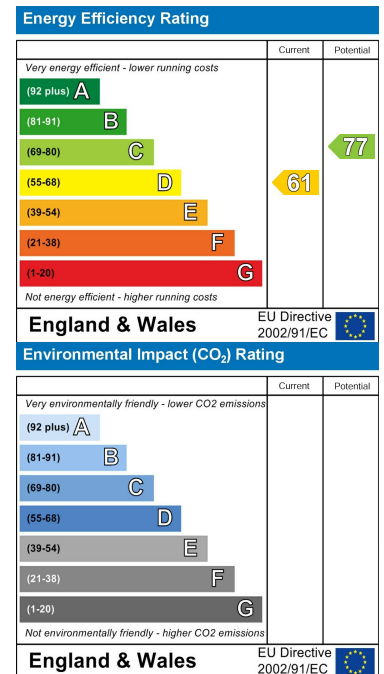 Energy Efficiency Rating
Current Potential
Very energy efficient - lower running costs
(92 plus) A
(81-91) B
(69-80) C 77
(55-68) D 61
(39-54) E
(21-38) F
(1-20) G
Not energy efficient - higher running costs
England & Wales EU Directive
2002/91/EC
Environmental Impact (CO₂) Rating
Current Potential
Very environmentally friendly - lower CO2 emissions
(92 plus) A
(81-91) B
(69-80) C
(55-68) D
(39-54) E
(21-38) F
(1-20) G
Not environmentally friendly - higher CO2 emissions
England & Wales EU Directive
2002/91/EC